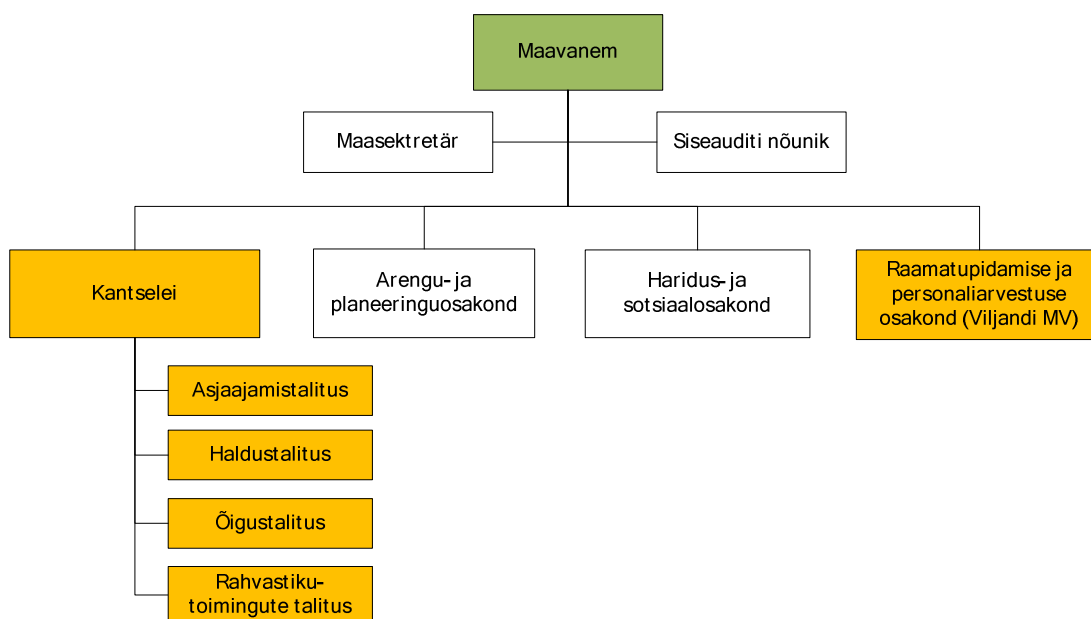 Maavanem
Maasektretär
Siseauditi nõunik
Kantselei
Arengu- ja
planeeringuosakond
Haridus- ja
sotsiaalosakond
Raamatupidamise ja
personaliarvestuse
osakond (Viljandi MV)
Asjaajamistalitus
Haldustalitus
Õigustalitus
Rahvastiku-
toimingute talitus